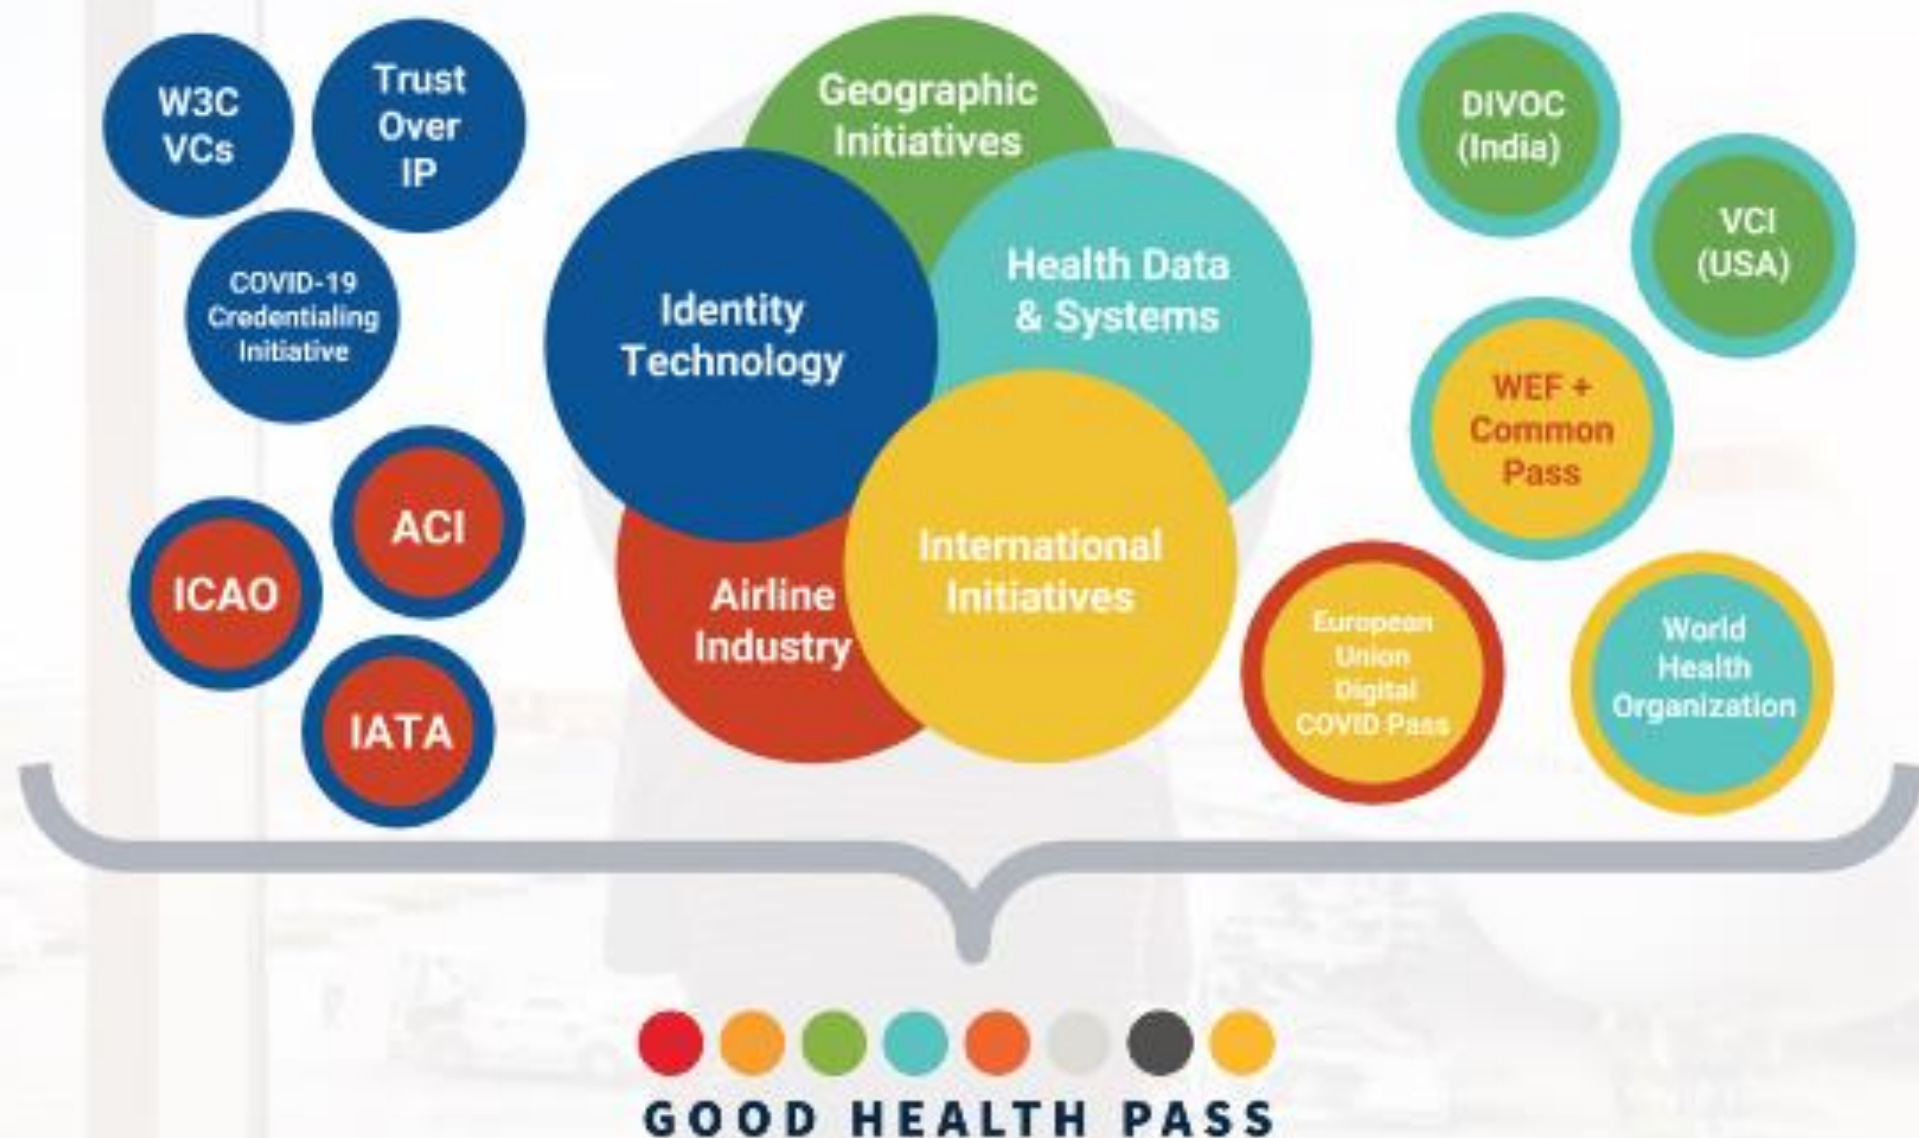 W3C
VCs
Trust
Over
IP
COVID-19
Credentialing
Initiative
ACI
ICAO
IATA
Geographic
Initiatives
Identity
Technology
Health Data
& Systems
International
Initiatives
Airline
Industry
DIVOC
(India)
VCI
(USA)
WEF +
Common
Pass
European
Union
Digital
COVID Pass
World
Health
Organization
GOOD HEALTH PASS